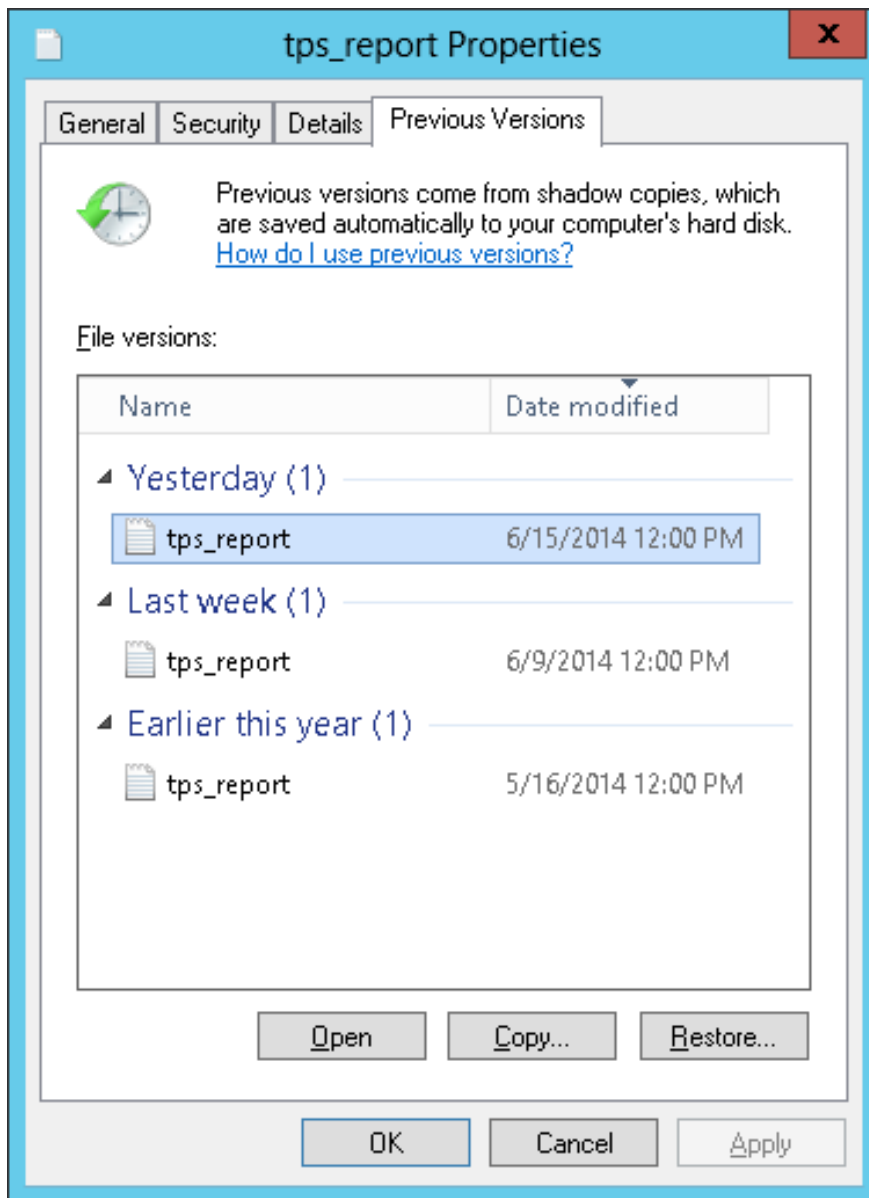 tps_report Properties
x
General Security Details Previous Versions
Previous versions come from shadow copies, which
are saved automatically to your computer's hard disk.
How do I use previous versions?
File versions:
Name Date modified
Yesterday (1)
tps_report 6/15/2014 12:00 PM
Last week (1)
tps_report 6/9/2014 12:00 PM
Earlier this year (1)
tps_report 5/16/2014 12:00 PM
Open Copy... Restore...
OK Cancel Apply